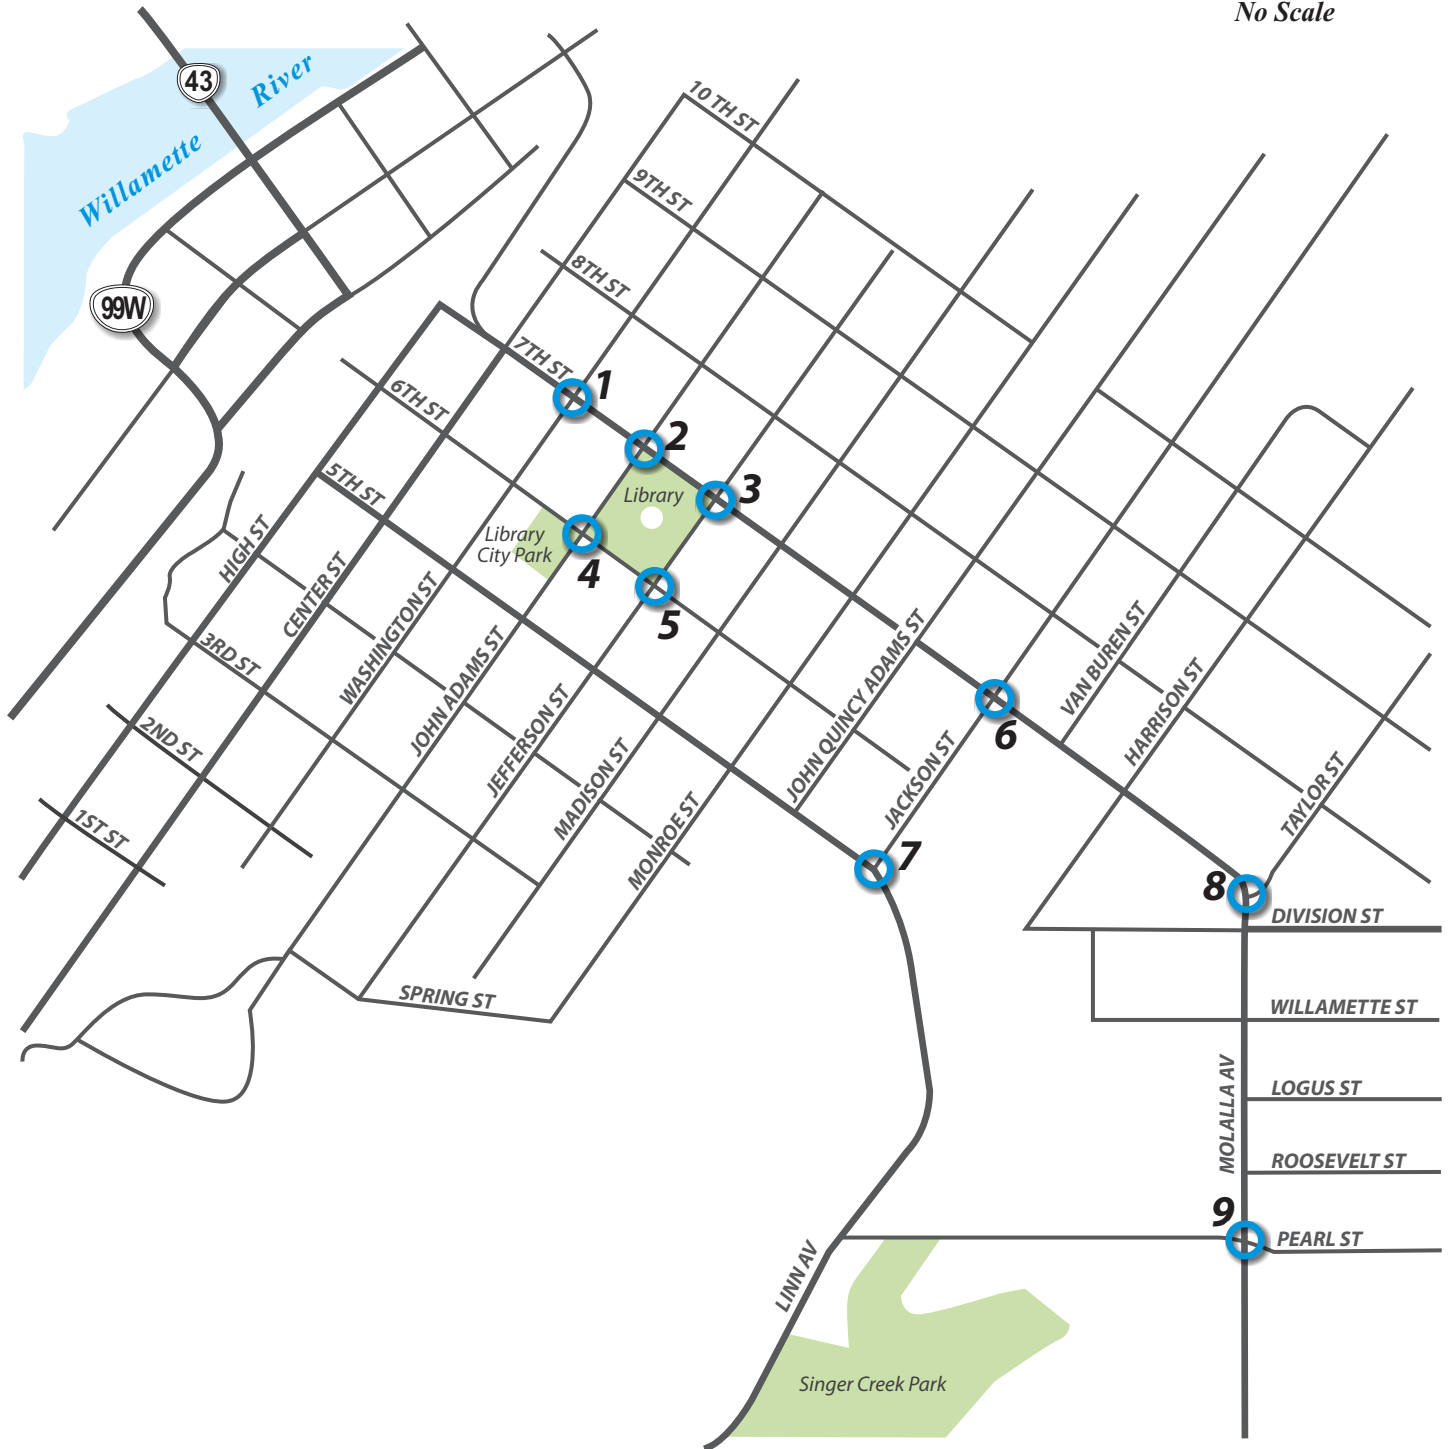 No Scale
43
Willamette
River
99W
10 TH ST
9TH ST
8TH ST
7TH ST
1
6TH ST
2
5TH ST
Library
3
Library
City Park
4
5
HIGH ST
CENTER ST
WASHINGTON ST
JOHN ADAMS ST
JEFFERSON ST
MADISON ST
MONROE ST
JOHN QUINCY ADAMS ST
JACKSON ST
VAN BUREN ST
HARRISON ST
TAYLOR ST
3RD ST
2ND ST
1ST ST
6
7
8
DIVISION ST
SPRING ST
WILLAMETTE ST
MOLALLA AV
LOGUS ST
ROOSEVELT ST
9
PEARL ST
LINN AV
Singer Creek Park